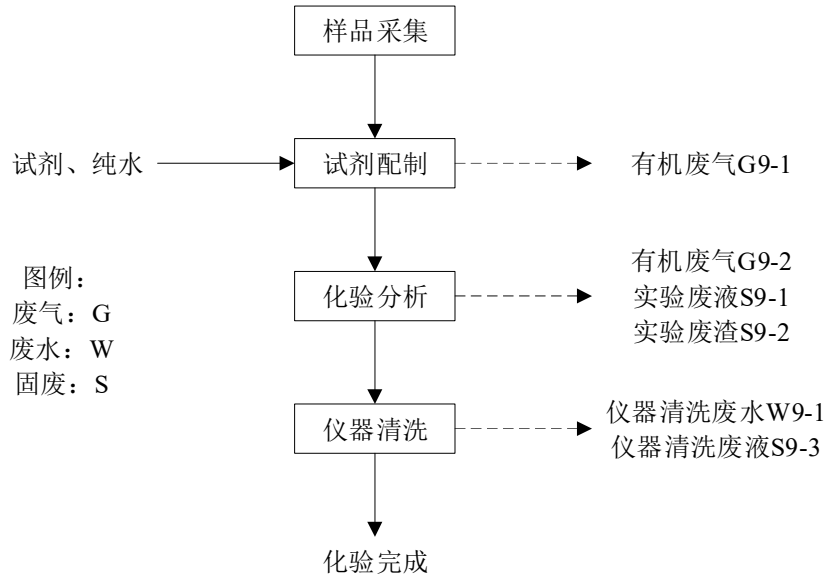 样品采集
试剂、纯水
试剂配制
有机废气G9-1
图例：
废气：G
废水：W
固废：S
化验分析
有机废气G9-2
实验废液S9-1
实验废渣S9-2
仪器清洗
仪器清洗废水W9-1
仪器清洗废液S9-3
化验完成